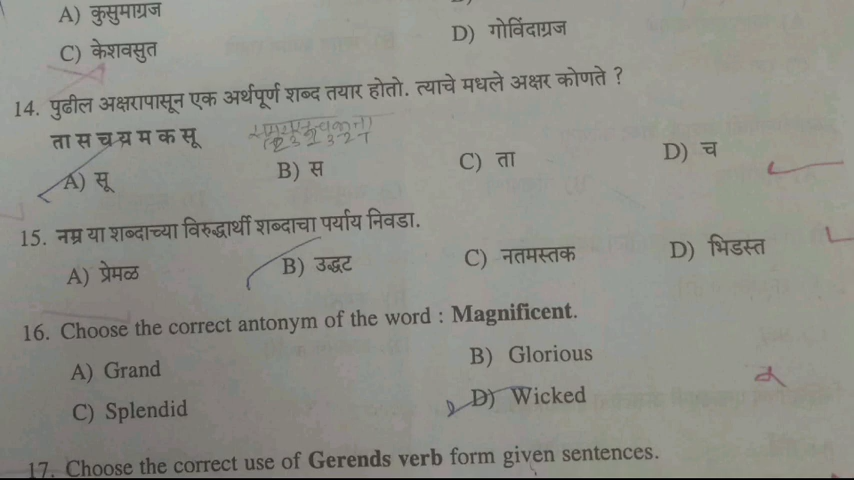 A) कुसुमाग्रज
C) केशवसुत
D) गोविंदाग्रज
14. पुढील अक्षरापासून एक अर्थपूर्ण शब्द तयार होतो. त्याचे मधले अक्षर कोणते ?
ता स च य म क सू
A) सू B) स C) ता D) च
15. नम्र या शब्दाच्या विरुद्धार्थी शब्दाचा पर्याय निवडा.
A) प्रेमळ B) उद्धट C) नतमस्तक D) भिडस्त
16. Choose the correct antonym of the word : Magnificent.
A) Grand B) Glorious
C) Splendid D) Wicked
17. Choose the correct use of Gerends verb form given sentences.